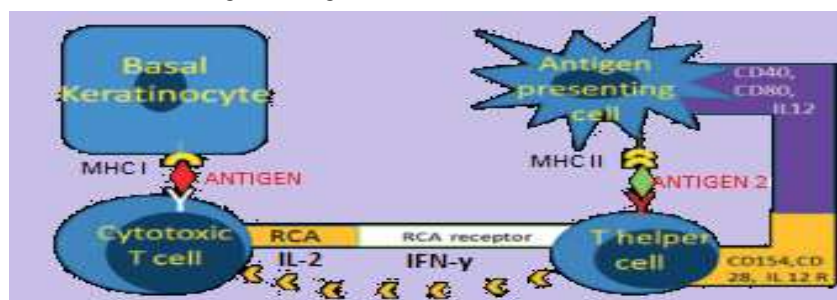 Basal
Keratinocyte
Antigen
presenting
cell
CD40,
CD80,
IL12
MHC I
ANTIGEN
MHC II
ANTIGEN 2
Cytotoxic
T cell
RCA
RCA receptor
IL-2
IFN-γ
T helper
cell
CD154,CD
28, IL 12 R